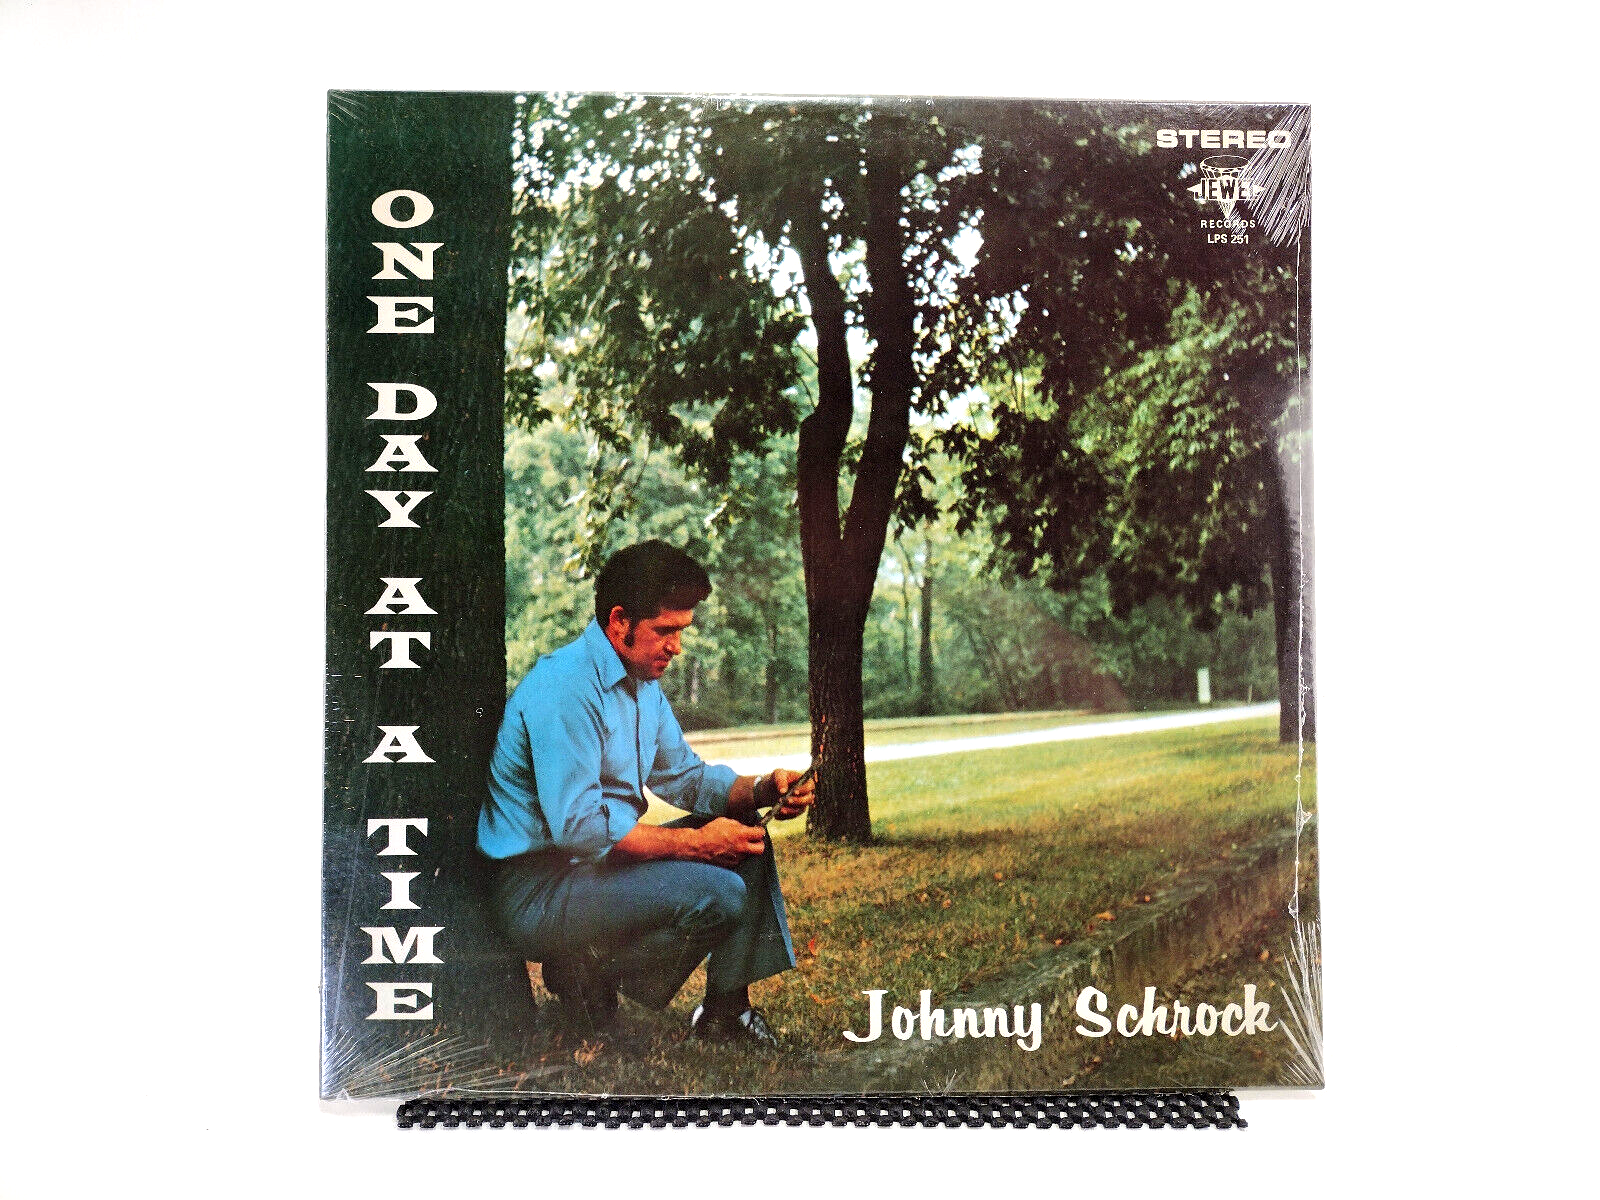 STEREO
JEWEL
RECORDS
LPS 251
ONE DAY AT A TIME
Johnny Schrock